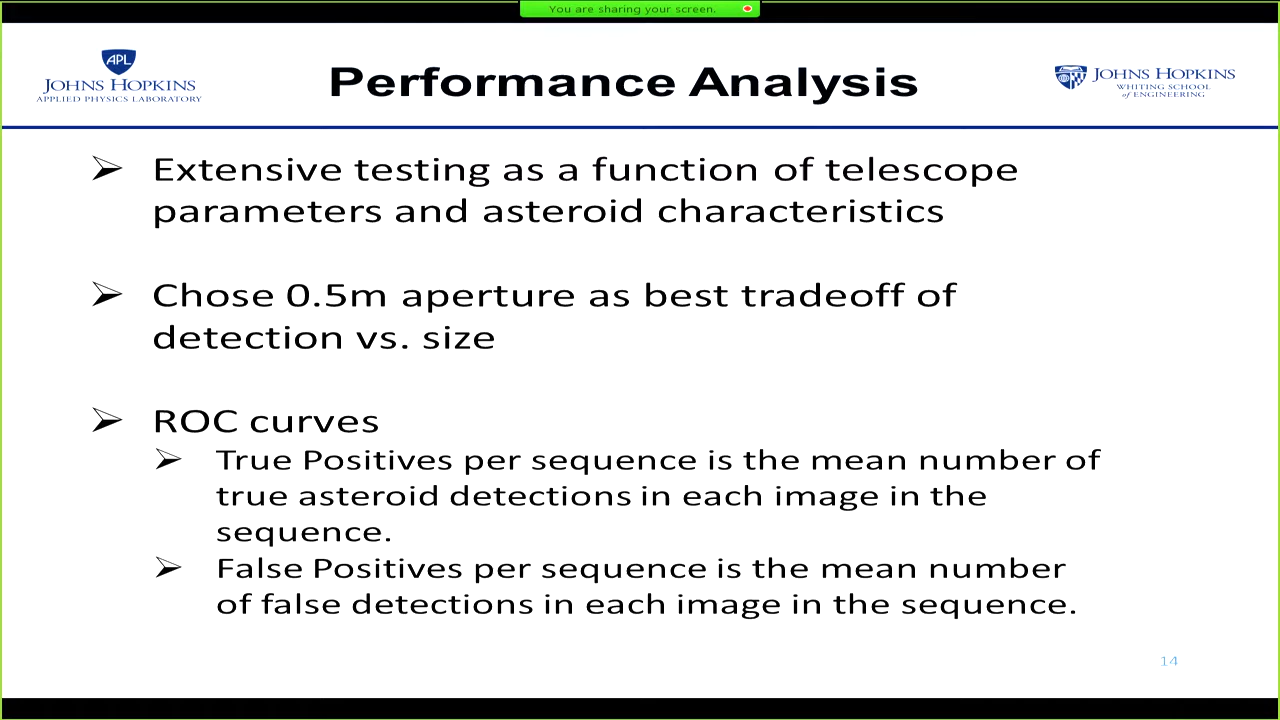 You are sharing your screen.
APL
JOHNS HOPKINS
APPLIED PHYSICS LABORATORY
Performance Analysis
JOHNS HOPKINS
WHITING SCHOOL
of ENGINEERING
➢ Extensive testing as a function of telescope
parameters and asteroid characteristics
➢ Chose 0.5m aperture as best tradeoff of
detection vs. size
➢ ROC curves
➢ True Positives per sequence is the mean number of
true asteroid detections in each image in the
sequence.
➢ False Positives per sequence is the mean number
of false detections in each image in the sequence.
14